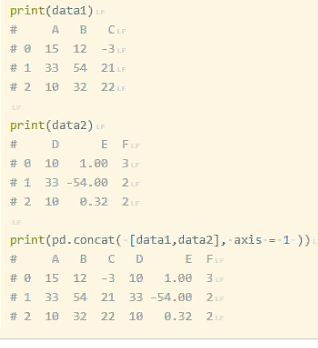 print(data1)
#     A   B   C
# 0  15  12  -3
# 1  33  54  21
# 2  10  32  22

print(data2)
#     D      E  F
# 0  10   1.00  3
# 1  33 -54.00  2
# 2  10   0.32  2

print(pd.concat( [data1,data2], axis = 1 ))
#     A   B   C   D      E  F
# 0  15  12  -3  10   1.00  3
# 1  33  54  21  33 -54.00  2
# 2  10  32  22  10   0.32  2